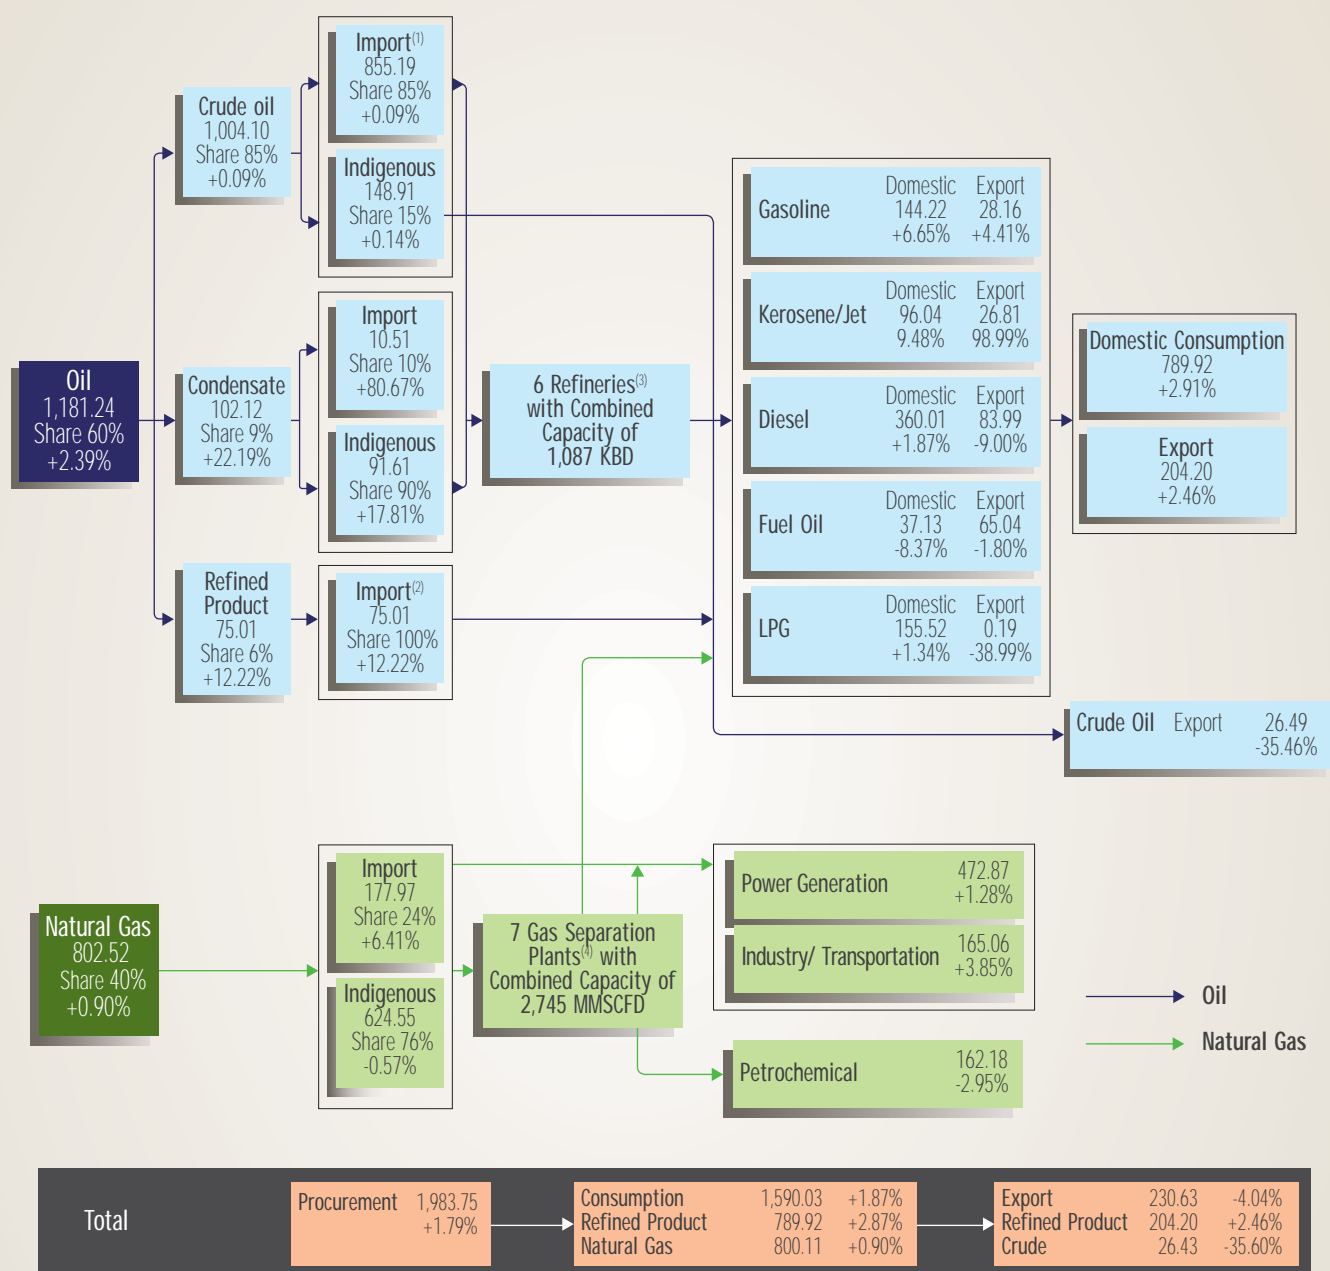 Oil
1,181.24
Share 60%
+2.39%
Crude oil
1,004.10
Share 85%
+0.09%
Import(1)
855.19
Share 85%
+0.09%
Indigenous
148.91
Share 15%
+0.14%
Condensate
102.12
Share 9%
+22.19%
Import
10.51
Share 10%
+80.67%
Indigenous
91.61
Share 90%
+17.81%
Refined
Product
75.01
Share 6%
+12.22%
Import(2)
75.01
Share 100%
+12.22%
6 Refineries(3)
with Combined
Capacity of
1,087 KBD
Domestic Export
Gasoline 144.22 28.16
+6.65% +4.41%
Domestic Export
Kerosene/Jet 96.04 26.81
9.48% 98.99%
Domestic Export
Diesel 360.01 83.99
+1.87% -9.00%
Domestic Export
Fuel Oil 37.13 65.04
-8.37% -1.80%
Domestic Export
LPG 155.52 0.19
+1.34% -38.99%
Domestic Consumption
789.92
+2.91%
Export
204.20
+2.46%
Crude Oil Export 26.49
-35.46%
Natural Gas
802.52
Share 40%
+0.90%
Import
177.97
Share 24%
+6.41%
Indigenous
624.55
Share 76%
-0.57%
7 Gas Separation
Plants(4) with
Combined Capacity of
2,745 MMSCFD
Power Generation 472.87
+1.28%
Industry/ Transportation 165.06
+3.85%
Petrochemical 162.18
-2.95%
Oil
Natural Gas
Total
Procurement 1,983.75
+1.79%
Consumption 1,590.03 +1.87%
Refined Product 789.92 +2.87%
Natural Gas 800.11 +0.90%
Export 230.63 -4.04%
Refined Product 204.20 +2.46%
Crude 26.43 -35.60%